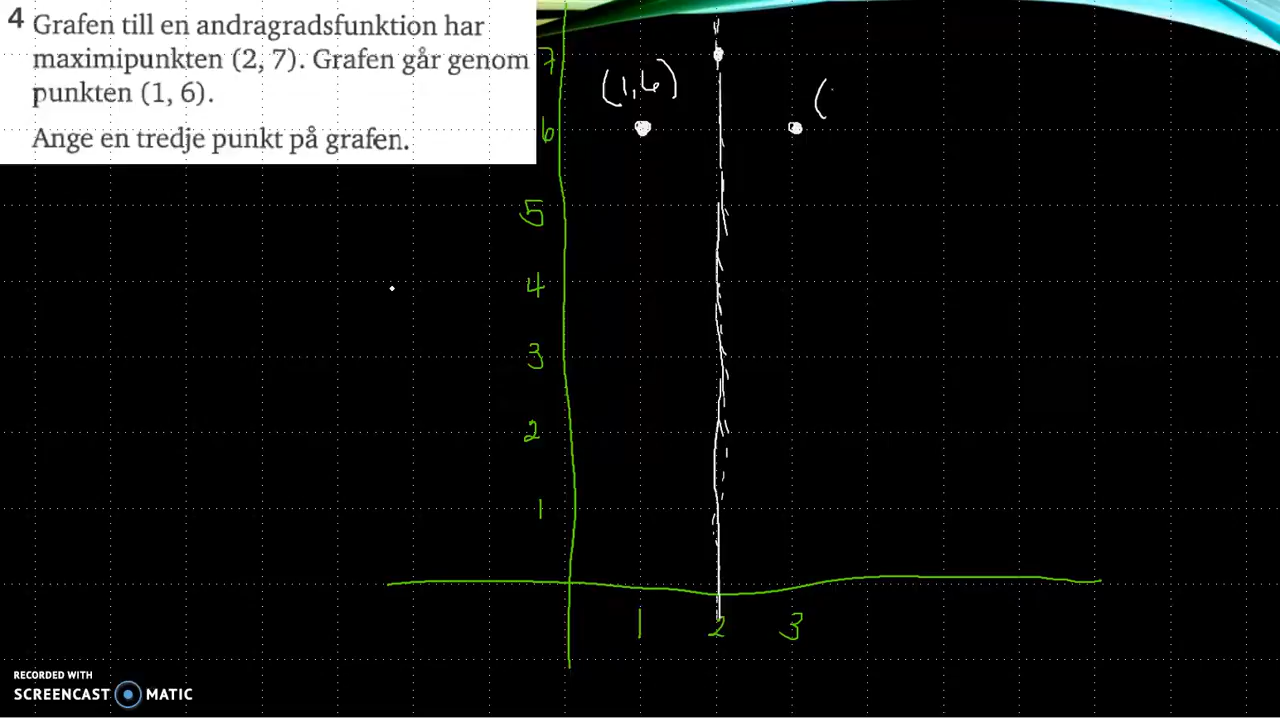 4 Grafen till en andragradsfunktion har
maximipunkten (2, 7). Grafen går genom
punkten (1, 6).
Ange en tredje punkt på grafen.
7
(1,6)
(
6
5
4
3
2
1
1 2 3
RECORDED WITH
SCREENCAST MATIC